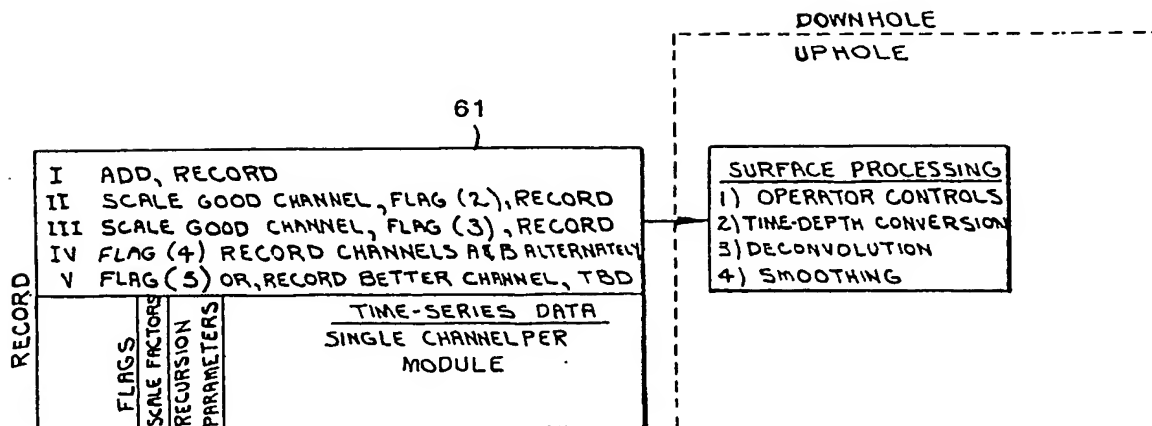 DOWNHOLE
UPHOLE
61
I ADD, RECORD
II SCALE GOOD CHANNEL, FLAG (2), RECORD
III SCALE GOOD CHANNEL, FLAG (3), RECORD
IV FLAG (4) RECORD CHANNELS A & B ALTERNATELY
V FLAG (5) OR, RECORD BETTER CHANNEL, TBD
SURFACE PROCESSING
1) OPERATOR CONTROLS
2) TIME-DEPTH CONVERSION
3) DECONVOLUTION
4) SMOOTHING
RECORD
FLAGS
SCALE FACTORS
RECURSION
PARAMETERS
TIME-SERIES DATA
SINGLE CHANNEL PER
MODULE